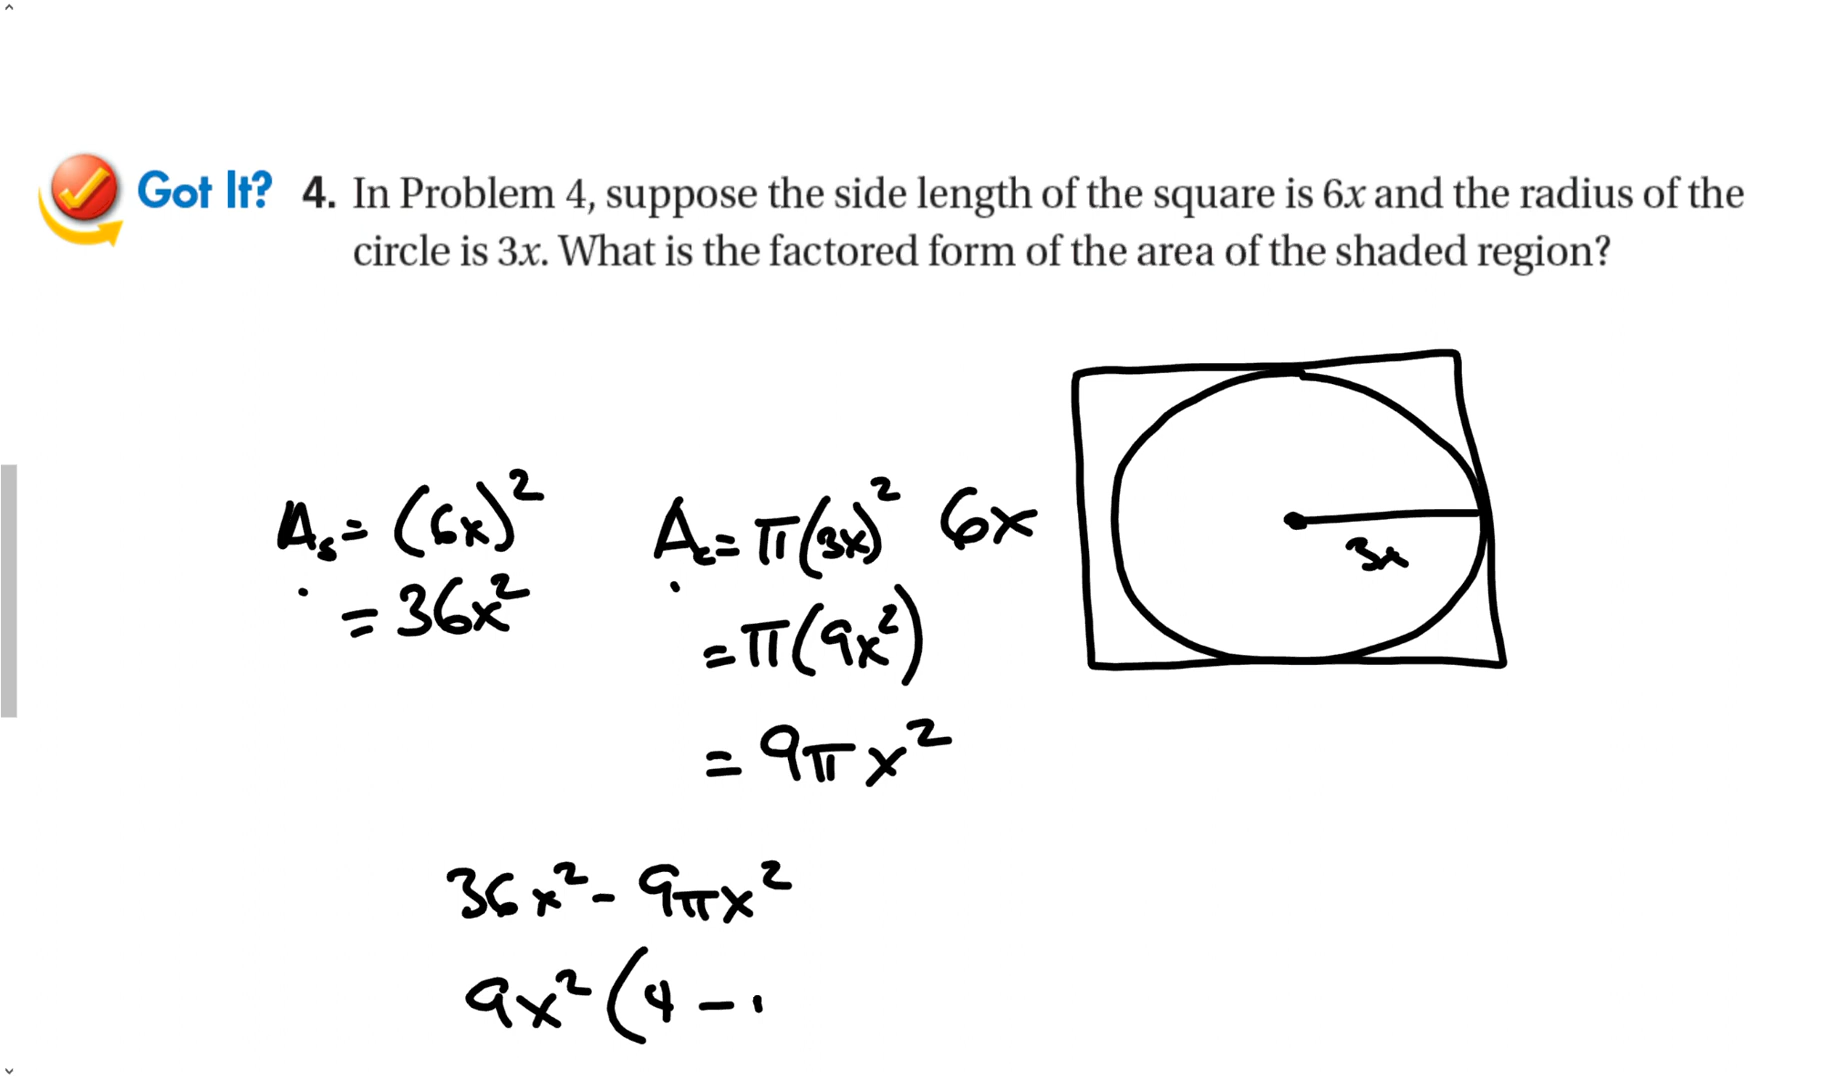 Got It? 4. In Problem 4, suppose the side length of the square is 6x and the radius of the
circle is 3x. What is the factored form of the area of the shaded region?
A_s = (6x)²
= 36x²
A_c = π(3x)²
= π(9x²)
= 9πx²
6x
3x
36x² - 9πx²
9x² (4 -